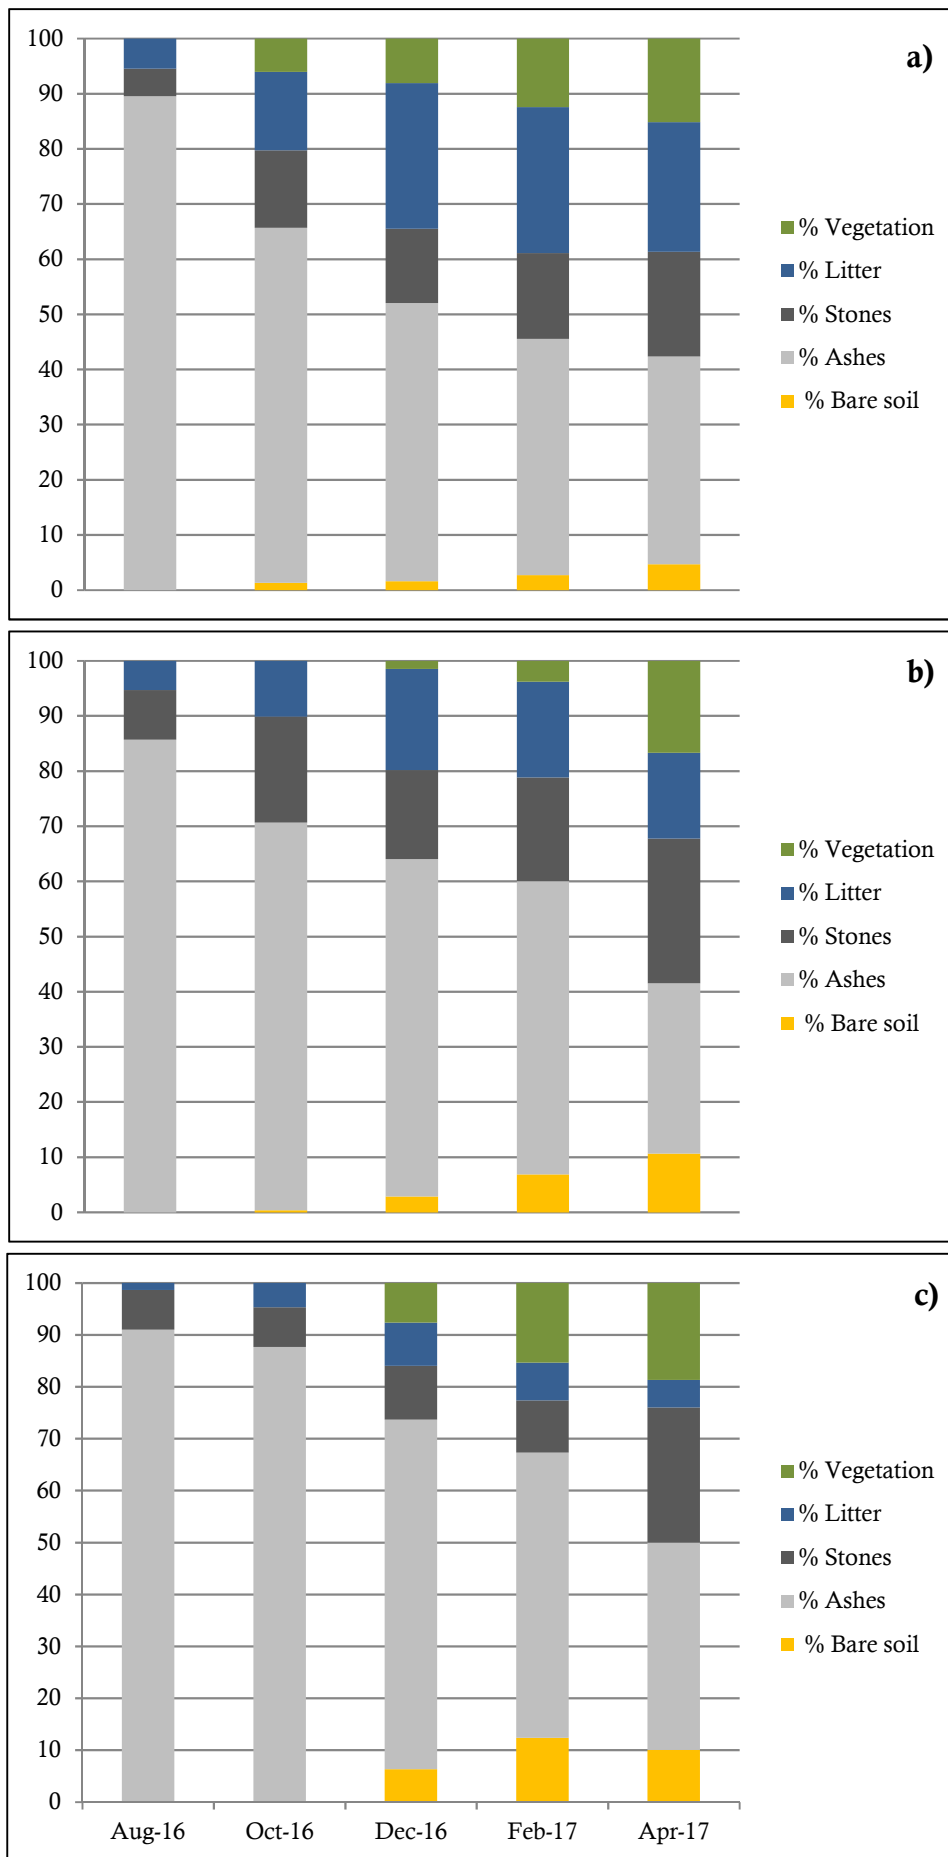 a)
100
90
80
70
60
50
40
30
20
10
0
% Vegetation
% Litter
% Stones
% Ashes
% Bare soil
b)
100
90
80
70
60
50
40
30
20
10
0
% Vegetation
% Litter
% Stones
% Ashes
% Bare soil
c)
100
90
80
70
60
50
40
30
20
10
0
% Vegetation
% Litter
% Stones
% Ashes
% Bare soil
Aug-16 Oct-16 Dec-16 Feb-17 Apr-17